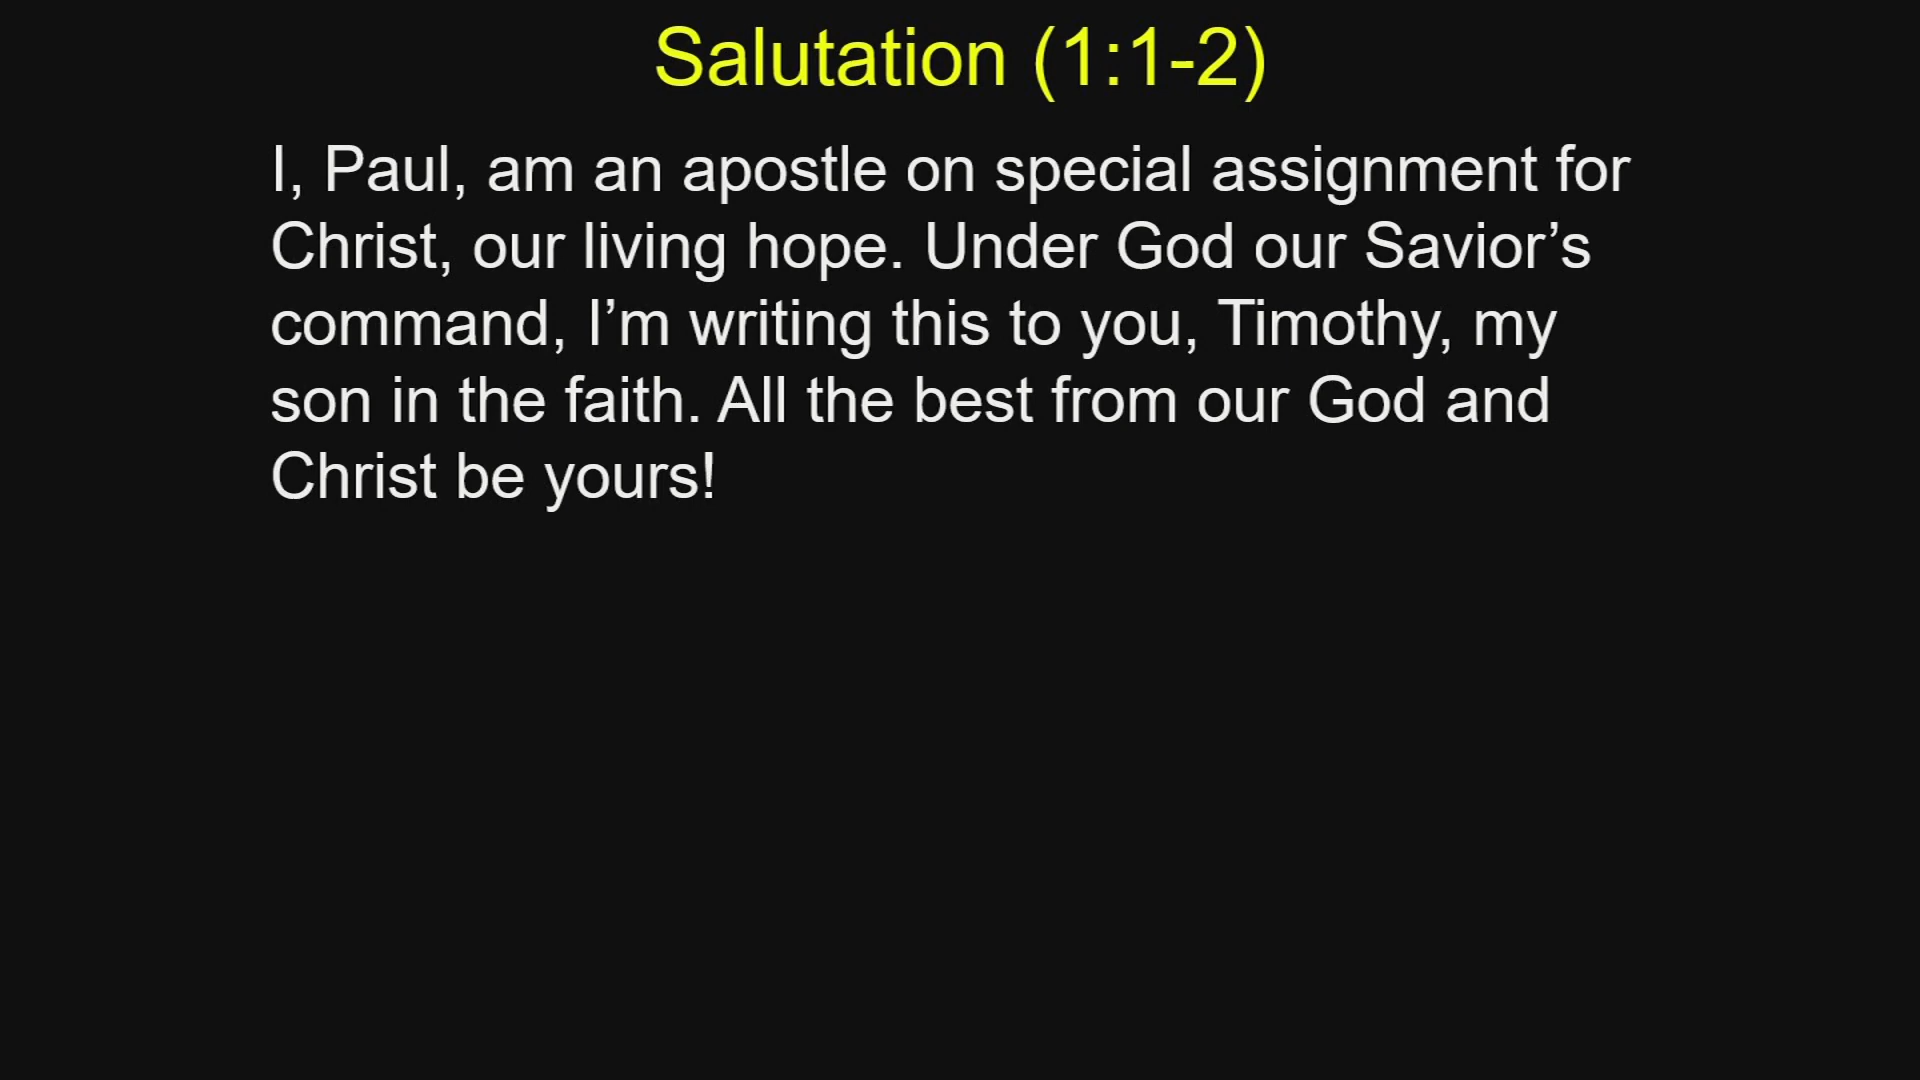 Salutation (1:1-2)
I, Paul, am an apostle on special assignment for
Christ, our living hope. Under God our Savior’s
command, I’m writing this to you, Timothy, my
son in the faith. All the best from our God and
Christ be yours!